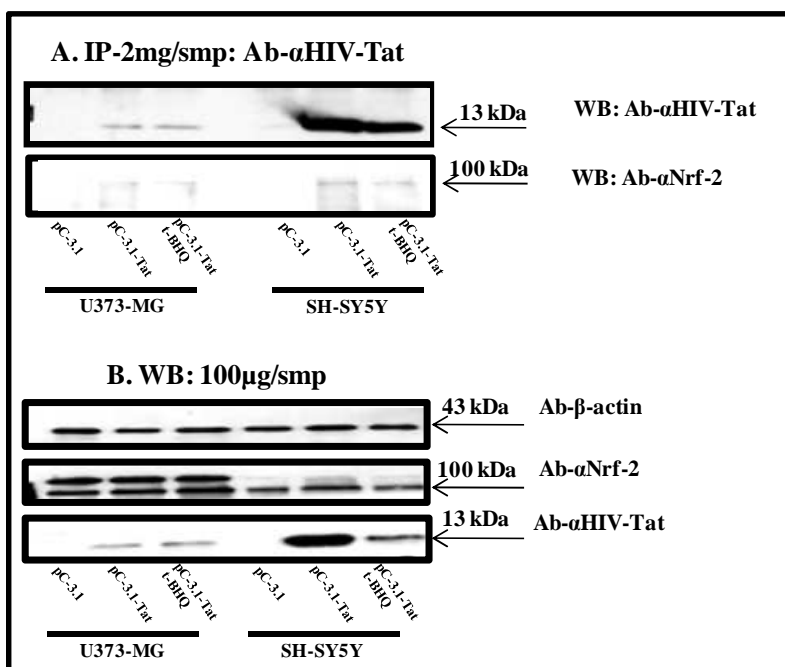 A. IP-2mg/smp: Ab-αHIV-Tat
13 kDa
WB: Ab-αHIV-Tat
100 kDa
WB: Ab-αNrf-2
pC-3.1
pC-3.1-Tat
pC-3.1-Tat
t-BHQ
pC-3.1
pC-3.1-Tat
pC-3.1-Tat
t-BHQ
U373-MG
SH-SY5Y
B. WB: 100µg/smp
43 kDa
Ab-β-actin
100 kDa
Ab-αNrf-2
13 kDa
Ab-αHIV-Tat
pC-3.1
pC-3.1-Tat
pC-3.1-Tat
t-BHQ
pC-3.1
pC-3.1-Tat
pC-3.1-Tat
t-BHQ
U373-MG
SH-SY5Y